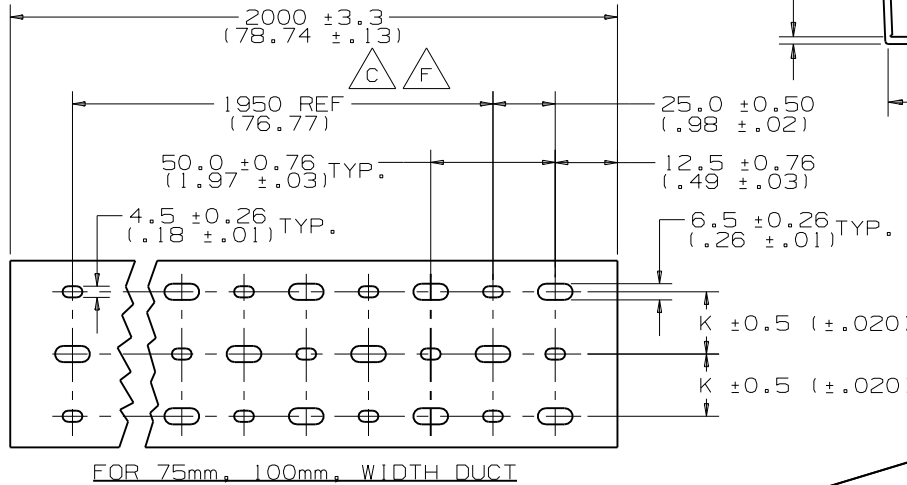 2000 ±3.3
(78.74 ±.13)
C F
1950 REF
(76.77)
25.0 ±0.50
(.98 ±.02)
50.0 ±0.76 TYP.
(1.97 ±.03)
12.5 ±0.76
(.49 ±.03)
4.5 ±0.26 TYP.
(.18 ±.01)
6.5 ±0.26 TYP.
(.26 ±.01)
K ±0.5 (±.020)
K ±0.5 (±.020)
FOR 75mm, 100mm, WIDTH DUCT